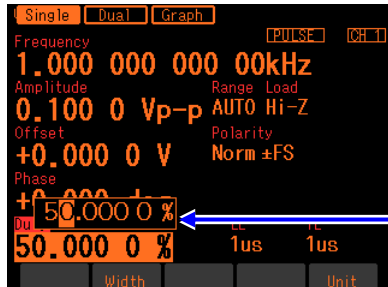 Single Dual Graph
PULSE CH 1
Frequency
1.000 000 000 00kHz
Amplitude Range Load
0.100 0 Vp-p AUTO Hi-Z
Offset Polarity
+0.000 0 V Norm ±FS
Phase
50.000 0 %
50.000 0 % 1us 1us
Width Unit